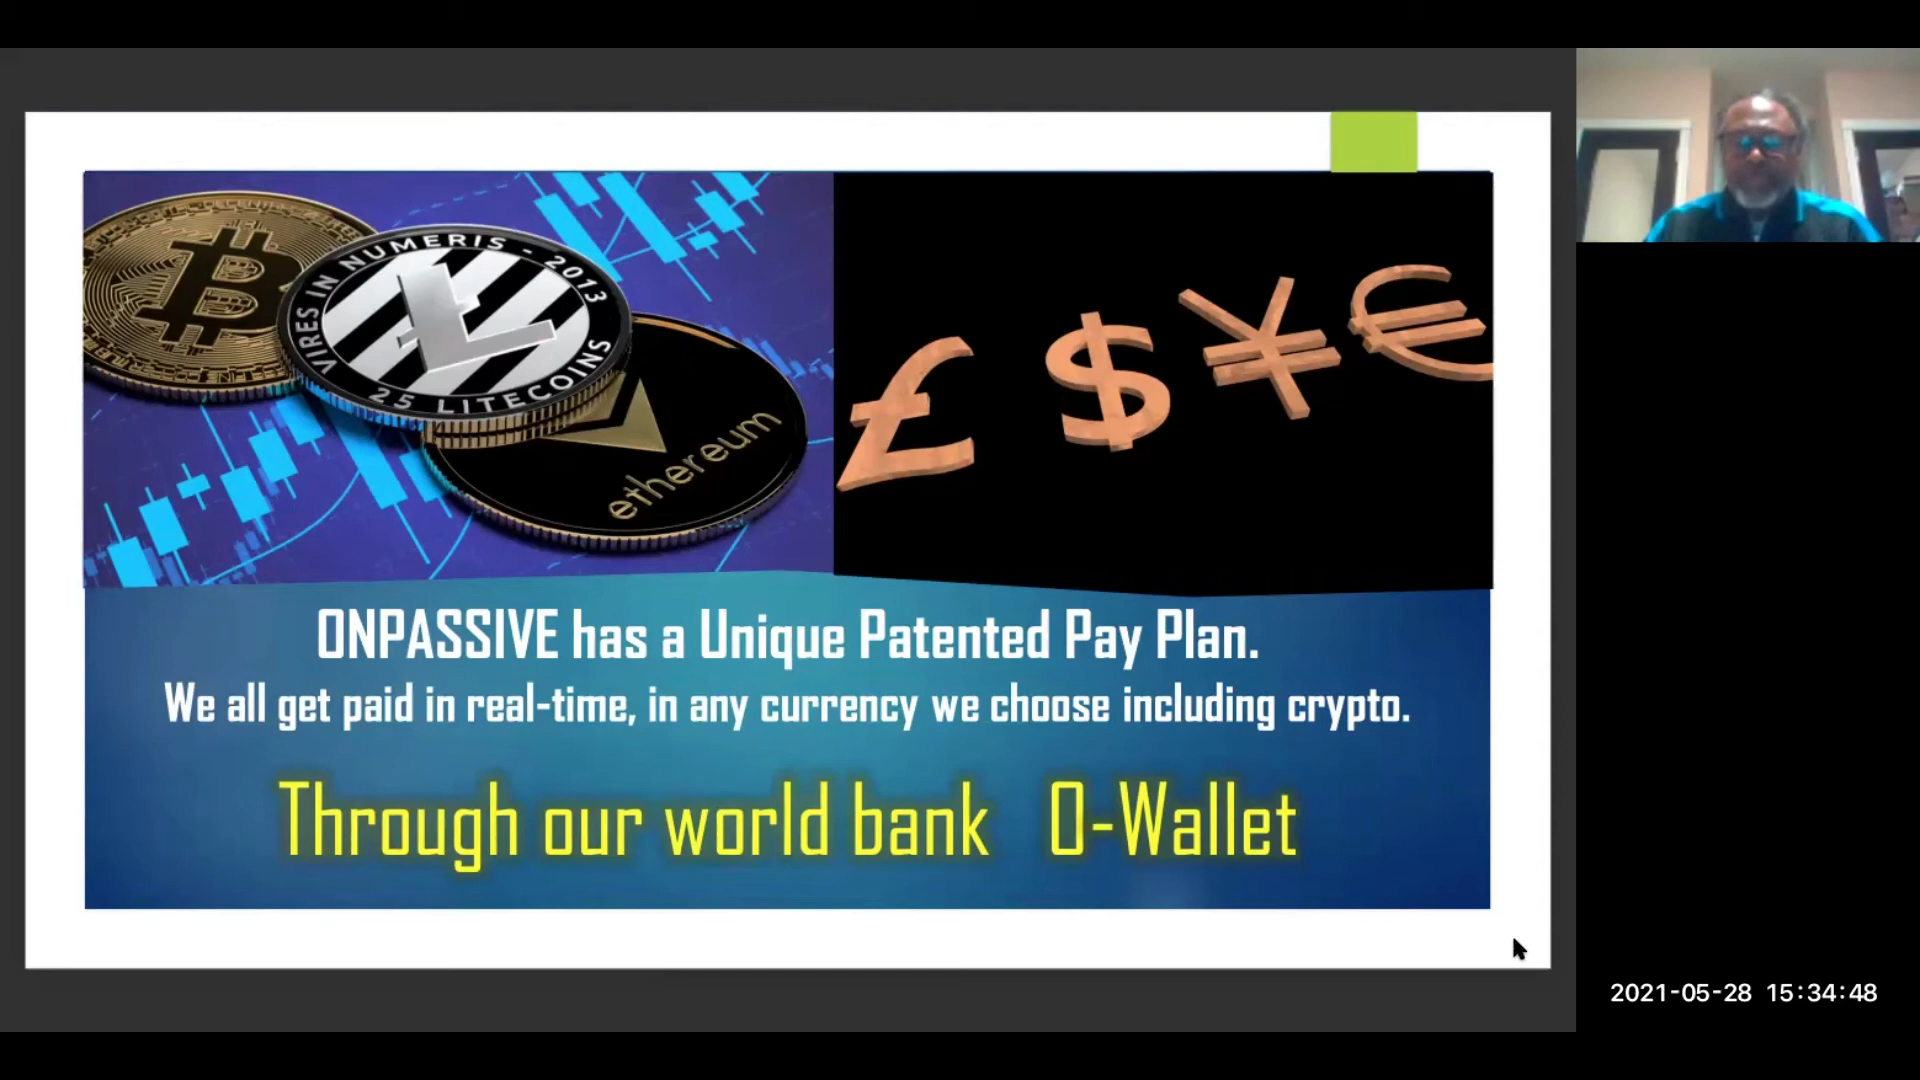 VIRES IN NUMERIS - 2013
25 LITECOINS
ethereum
£ $ ¥ €
ONPASSIVE has a Unique Patented Pay Plan.
We all get paid in real-time, in any currency we choose including crypto.
Through our world bank O-Wallet
2021-05-28 15:34:48